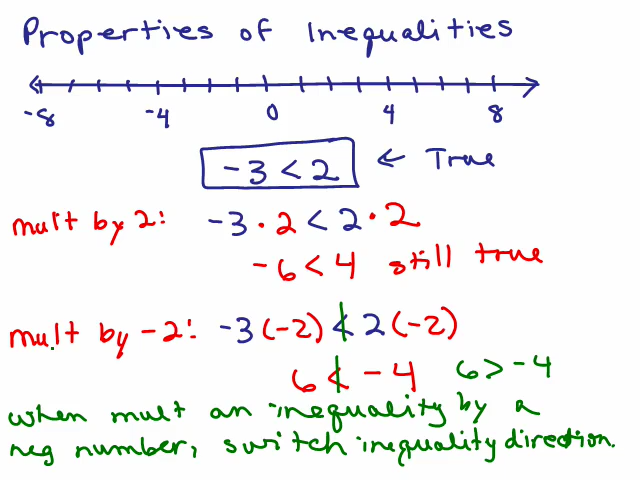 Properties of Inequalities
-8 -4 0 4 8
-3 < 2 ← True
mult by 2: -3 · 2 < 2 · 2
-6 < 4 still true
mult by -2: -3 (-2) ≮ 2 (-2)
6 ≮ -4 6 > -4
when mult an inequality by a
neg number, switch inequality direction.